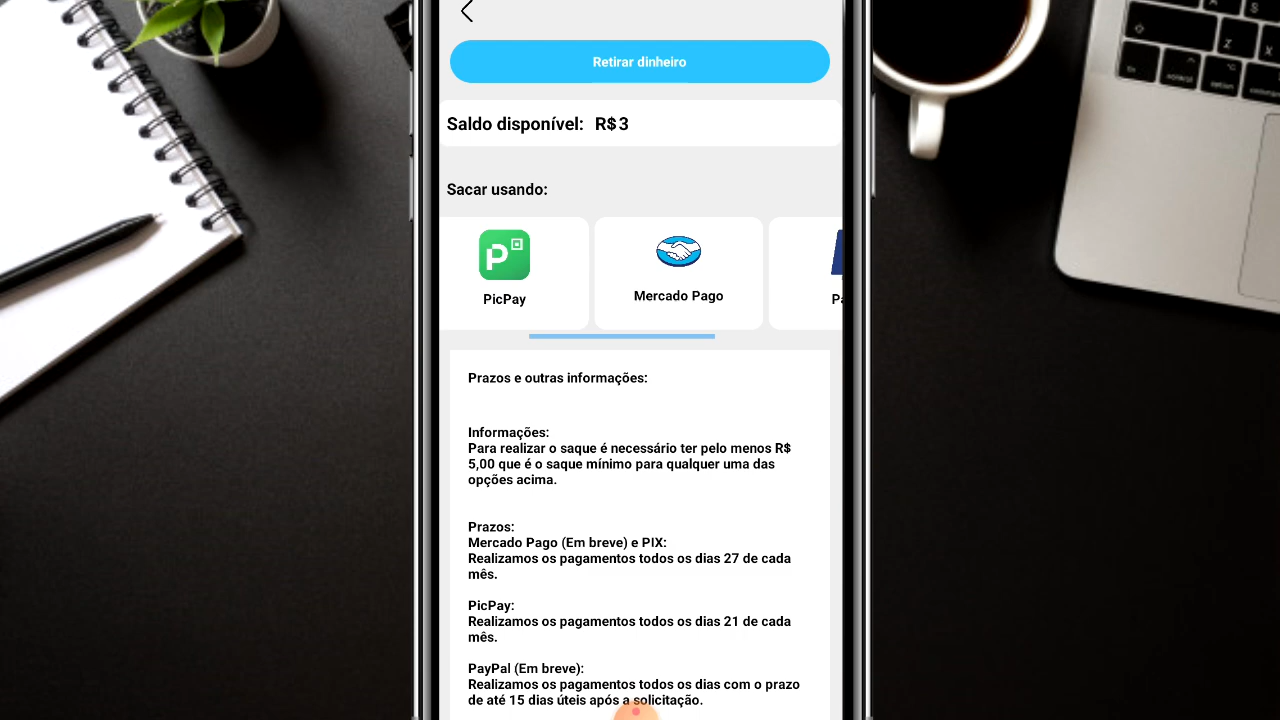 Retirar dinheiro
Saldo disponível: R$3
Sacar usando:
PicPay
Mercado Pago
Pa
Prazos e outras informações:
Informações:
Para realizar o saque é necessário ter pelo menos R$
5,00 que é o saque mínimo para qualquer uma das
opções acima.
Prazos:
Mercado Pago (Em breve) e PIX:
Realizamos os pagamentos todos os dias 27 de cada
mês.
PicPay:
Realizamos os pagamentos todos os dias 21 de cada
mês.
PayPal (Em breve):
Realizamos os pagamentos todos os dias com o prazo
de até 15 dias úteis após a solicitação.